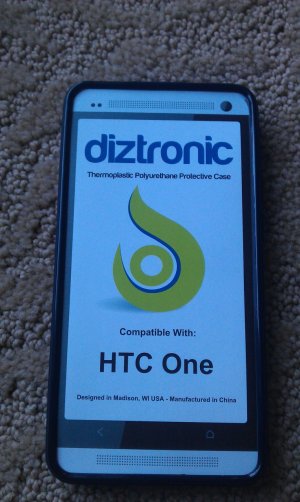 diztronic
Thermoplastic Polyurethane Protective Case
Compatible With:
HTC One
Designed in Madison, WI USA - Manufactured in China